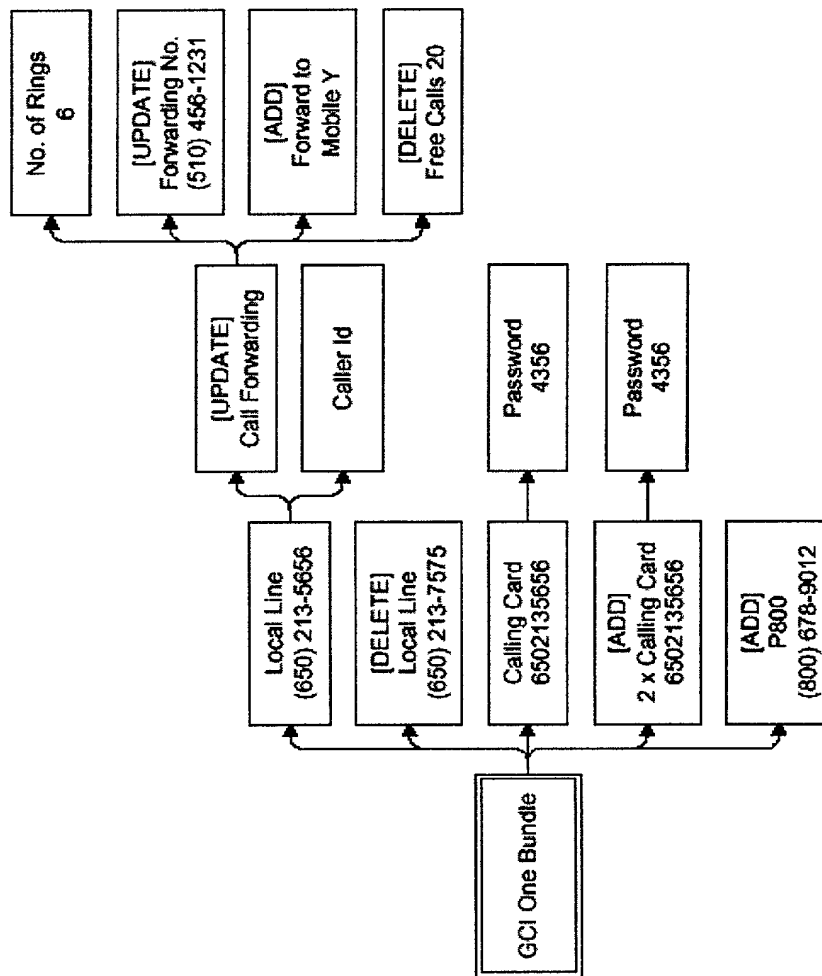 GCI One Bundle
Local Line
(650) 213-5656
[DELETE]
Local Line
(650) 213-7575
Calling Card
6502135656
[ADD]
2 x Calling Card
6502135656
[ADD]
P800
(800) 678-9012
[UPDATE]
Call Forwarding
Caller Id
Password
4356
Password
4356
No. of Rings
6
[UPDATE]
Forwarding No.
(510) 456-1231
[ADD]
Forward to
Mobile Y
[DELETE]
Free Calls 20